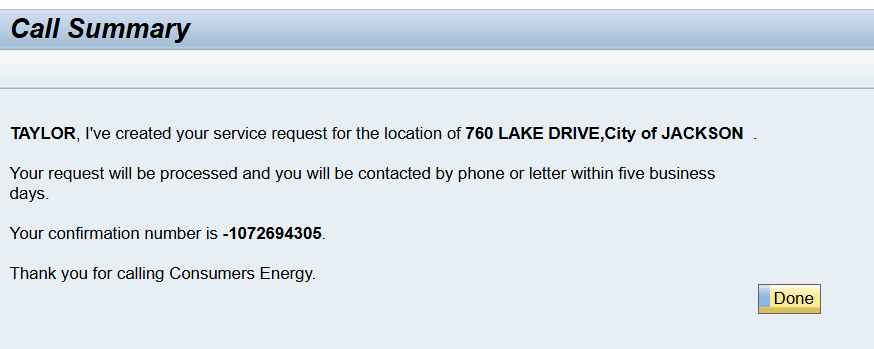 Call Summary
TAYLOR, I've created your service request for the location of 760 LAKE DRIVE,City of JACKSON .
Your request will be processed and you will be contacted by phone or letter within five business
days.
Your confirmation number is -1072694305.
Thank you for calling Consumers Energy.
Done